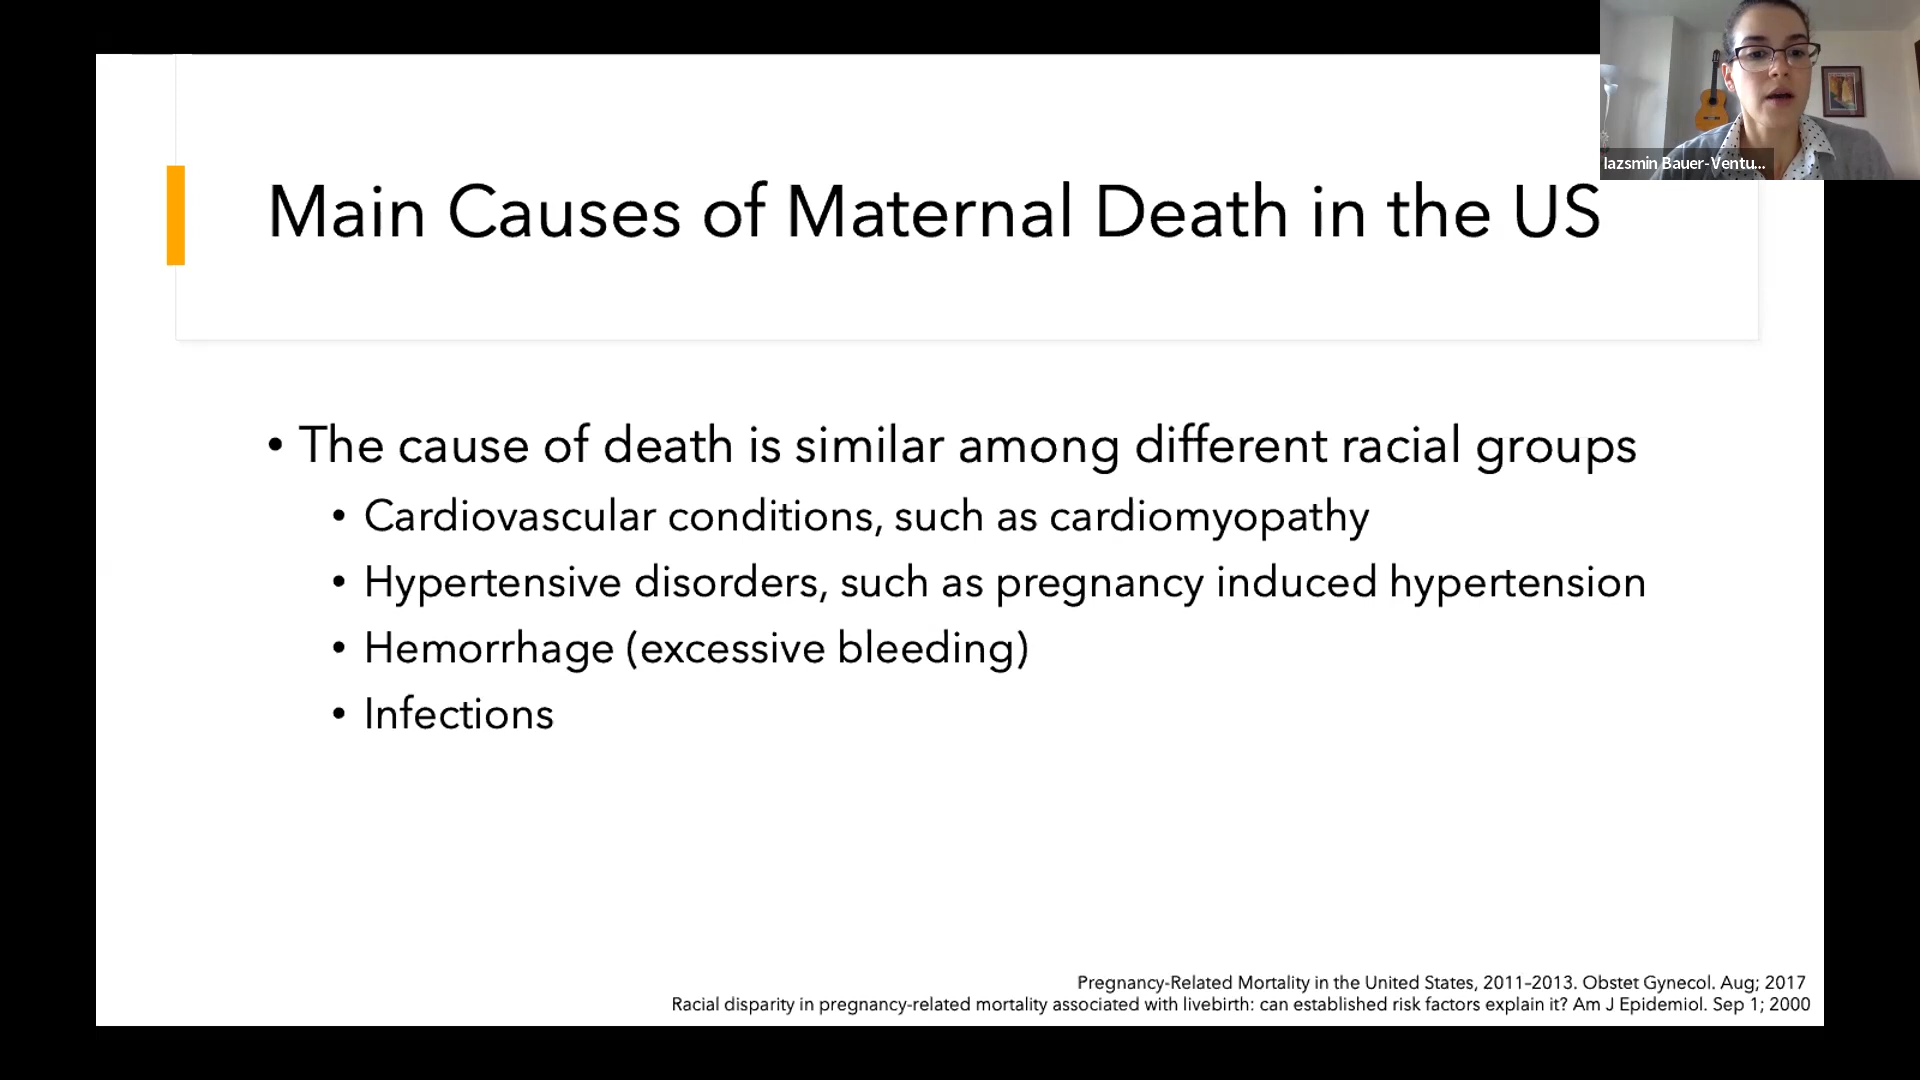 Iazsmin Bauer-Ventu...
Main Causes of Maternal Death in the US
• The cause of death is similar among different racial groups
• Cardiovascular conditions, such as cardiomyopathy
• Hypertensive disorders, such as pregnancy induced hypertension
• Hemorrhage (excessive bleeding)
• Infections
Pregnancy-Related Mortality in the United States, 2011–2013. Obstet Gynecol. Aug; 2017
Racial disparity in pregnancy-related mortality associated with livebirth: can established risk factors explain it? Am J Epidemiol. Sep 1; 2000